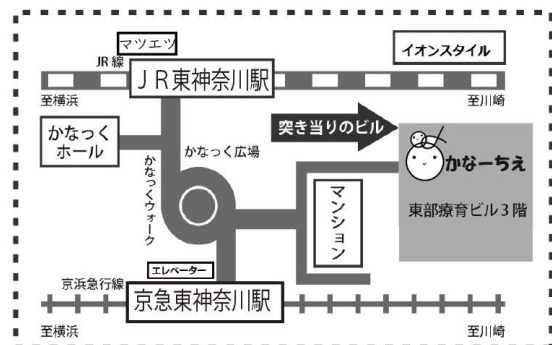 マツエツ
JR線
イオンスタイル
JR東神奈川駅
至横浜
至川崎
かなっく
ホール
かなっくウォーク
かなっく広場
突き当りのビル
かなーちえ
東部療育ビル3階
マンション
エレベーター
京浜急行線
京急東神奈川駅
至横浜
至川崎